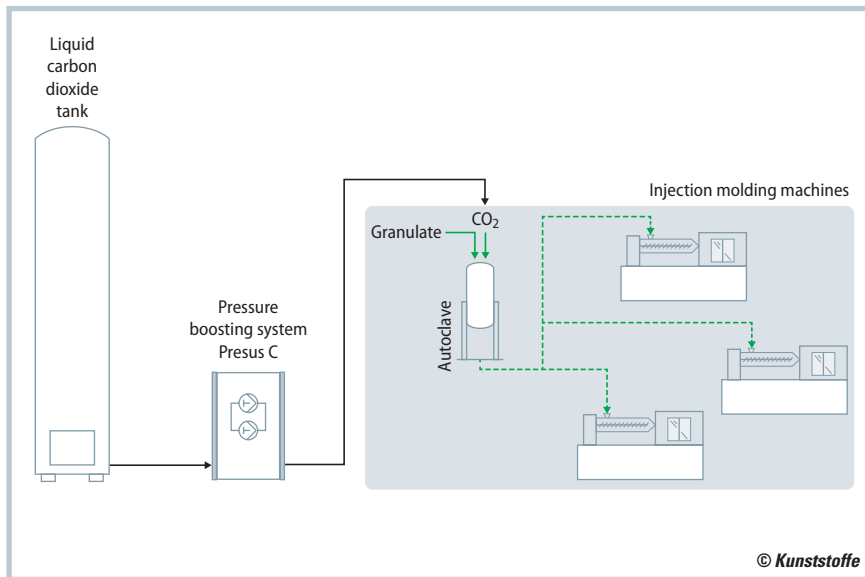 Liquid
carbon
dioxide
tank
Pressure
boosting system
Presus C
Injection molding machines
CO₂
Granulate
Autoclave
© Kunststoffe